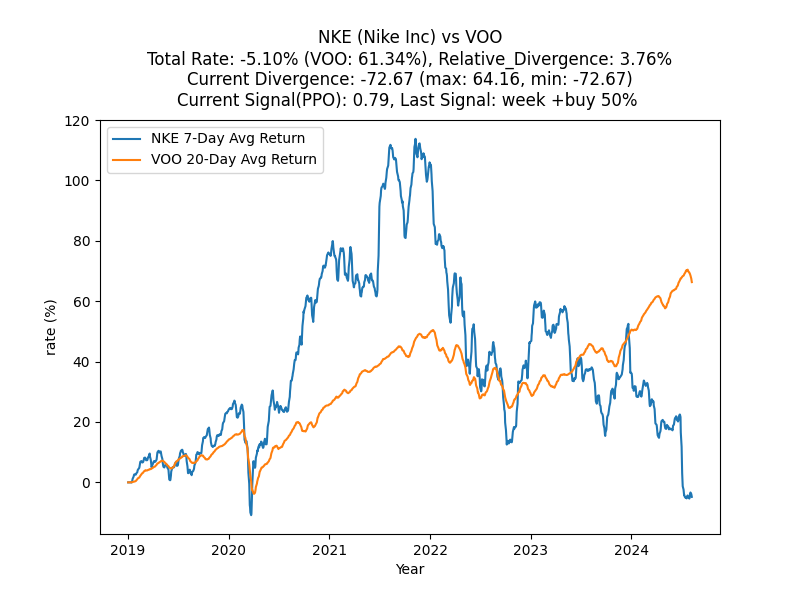 NKE (Nike Inc) vs VOO
Total Rate: -5.10% (VOO: 61.34%), Relative_Divergence: 3.76%
Current Divergence: -72.67 (max: 64.16, min: -72.67)
Current Signal(PPO): 0.79, Last Signal: week +buy 50%
NKE 7-Day Avg Return
VOO 20-Day Avg Return
rate (%)
120
100
80
60
40
20
0
2019 2020 2021 2022 2023 2024
Year